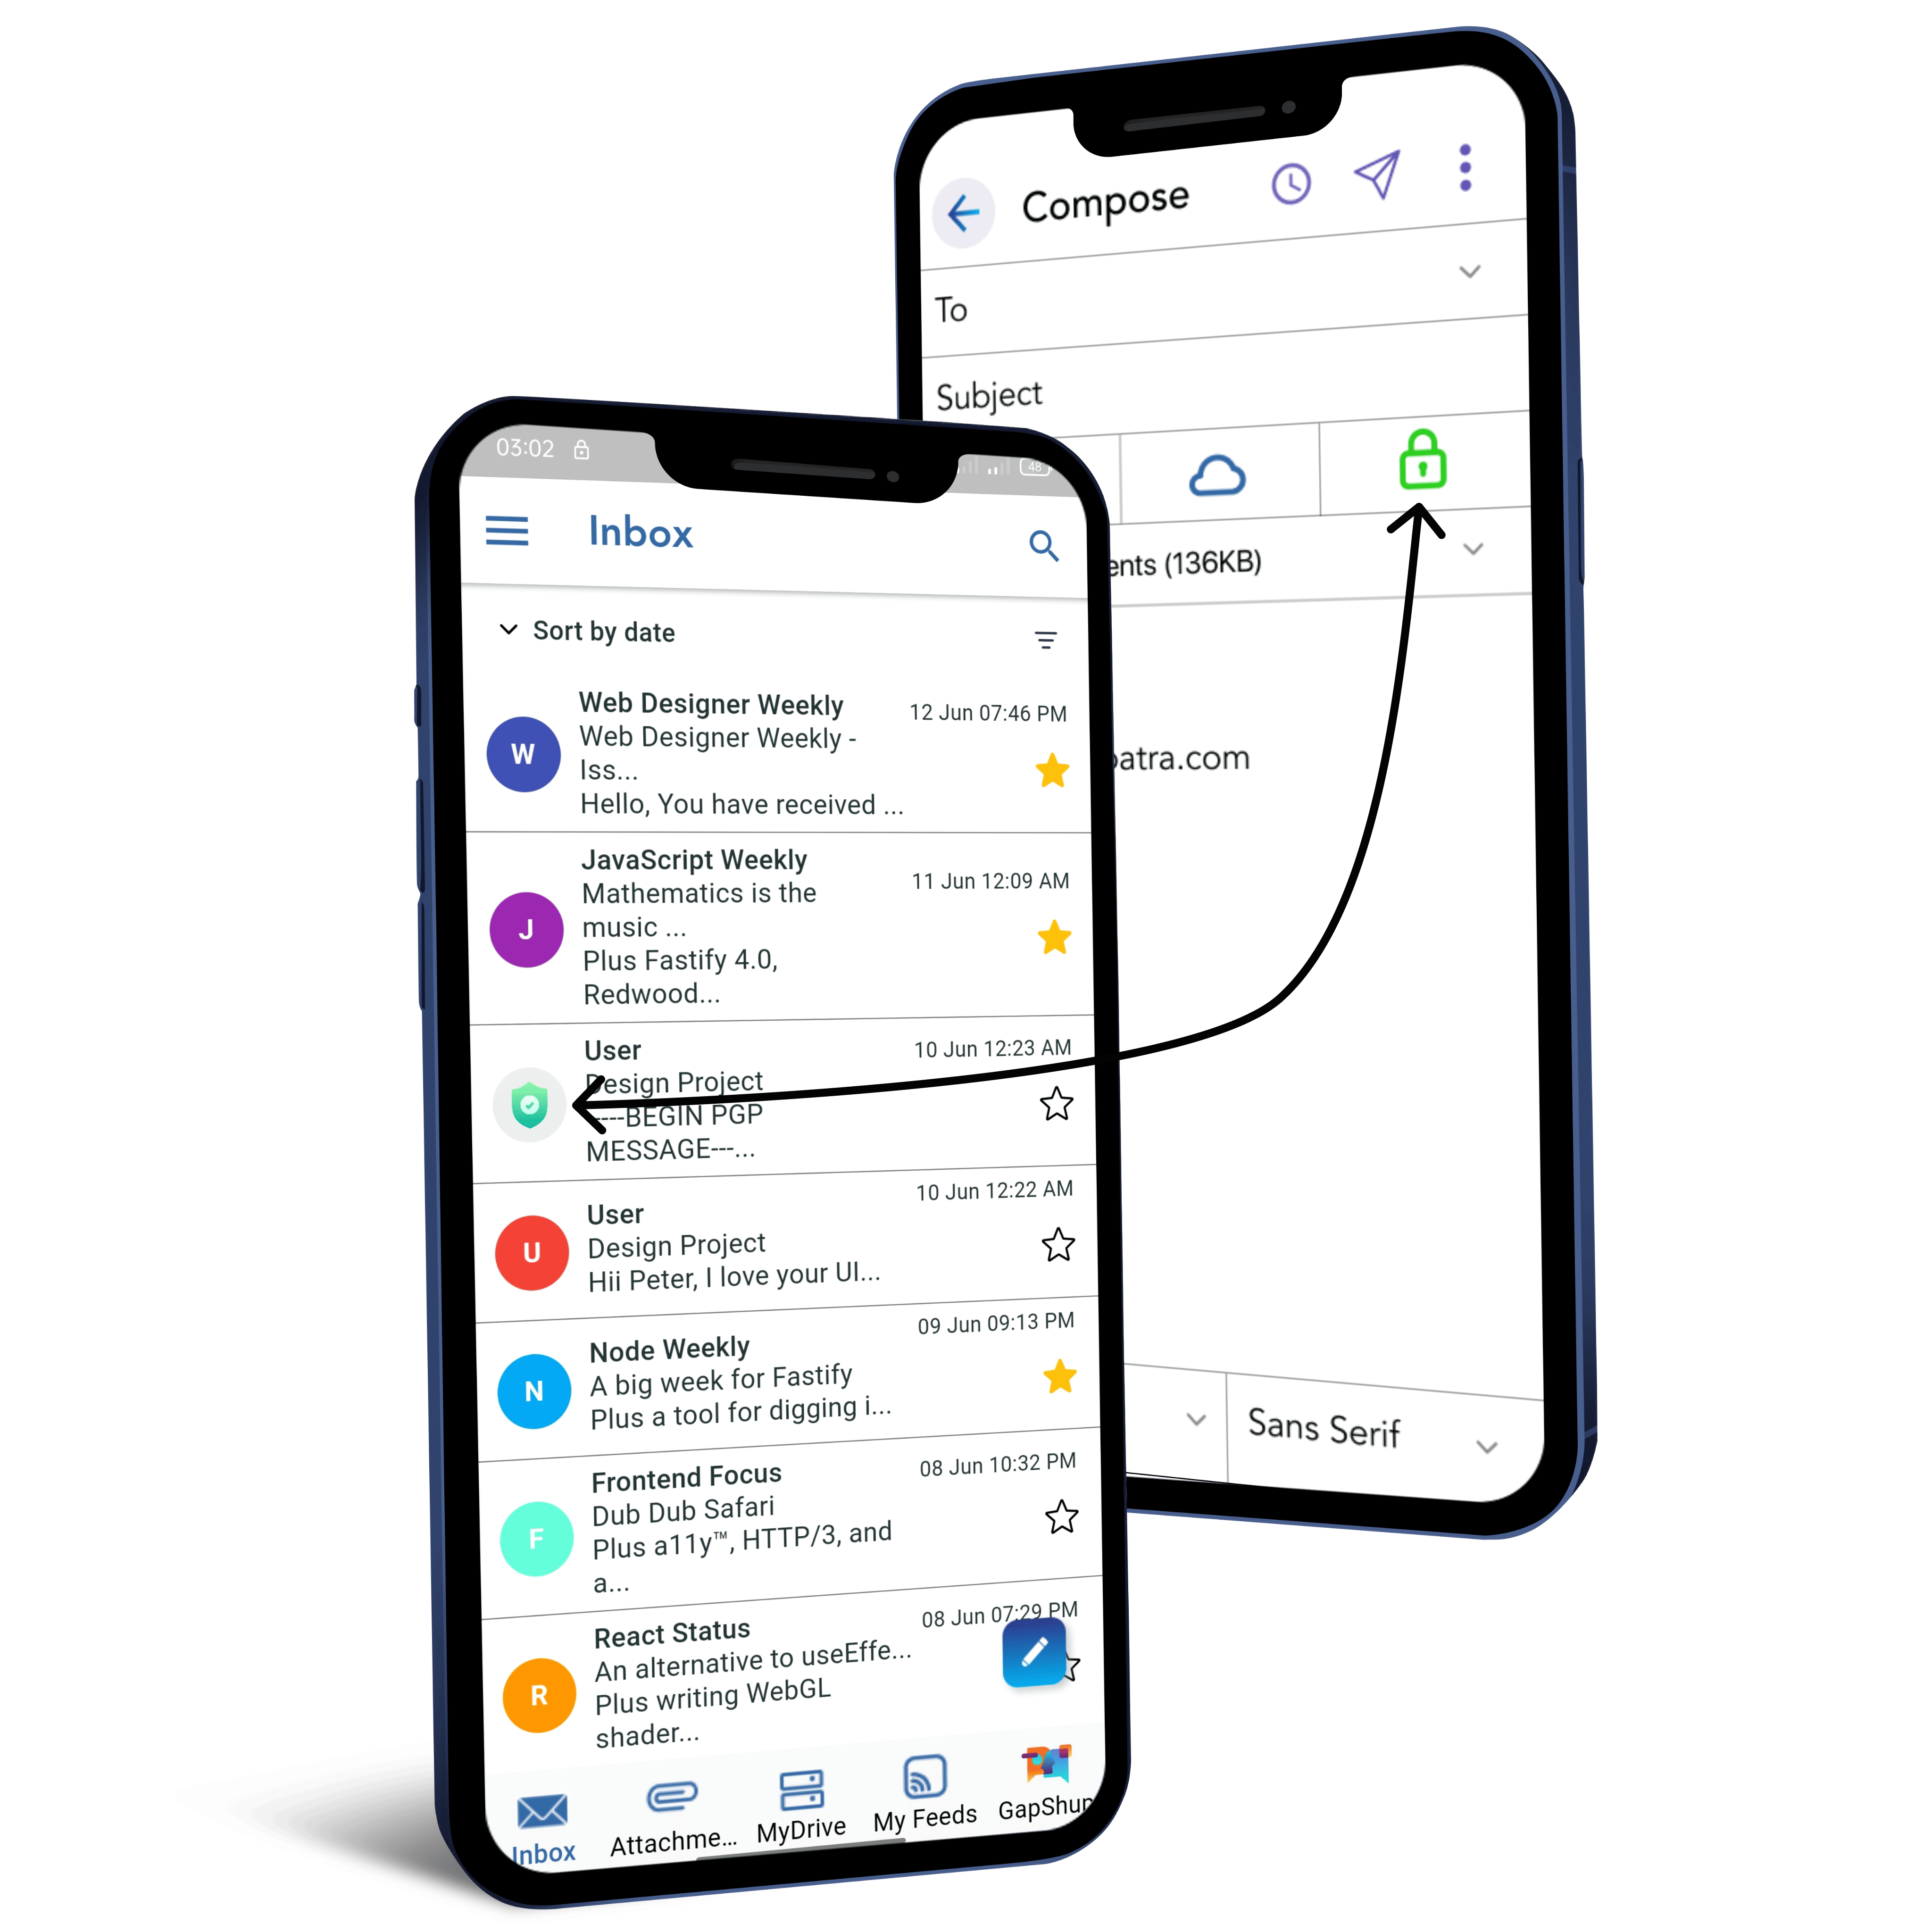 Compose
To
Subject
ents (136KB)
patra.com
Sans Serif
03:02
48
Inbox
Sort by date
W
Web Designer Weekly
12 Jun 07:46 PM
Web Designer Weekly -
Iss...
Hello, You have received ...
J
JavaScript Weekly
11 Jun 12:09 AM
Mathematics is the
music ...
Plus Fastify 4.0,
Redwood...
User
10 Jun 12:23 AM
Design Project
----BEGIN PGP
MESSAGE---...
U
User
10 Jun 12:22 AM
Design Project
Hii Peter, I love your UI...
N
Node Weekly
09 Jun 09:13 PM
A big week for Fastify
Plus a tool for digging i...
F
Frontend Focus
08 Jun 10:32 PM
Dub Dub Safari
Plus a11y™, HTTP/3, and
a...
R
React Status
08 Jun 07:29 PM
An alternative to useEffe...
Plus writing WebGL
shader...
Inbox
Attachme...
MyDrive
My Feeds
GapShup